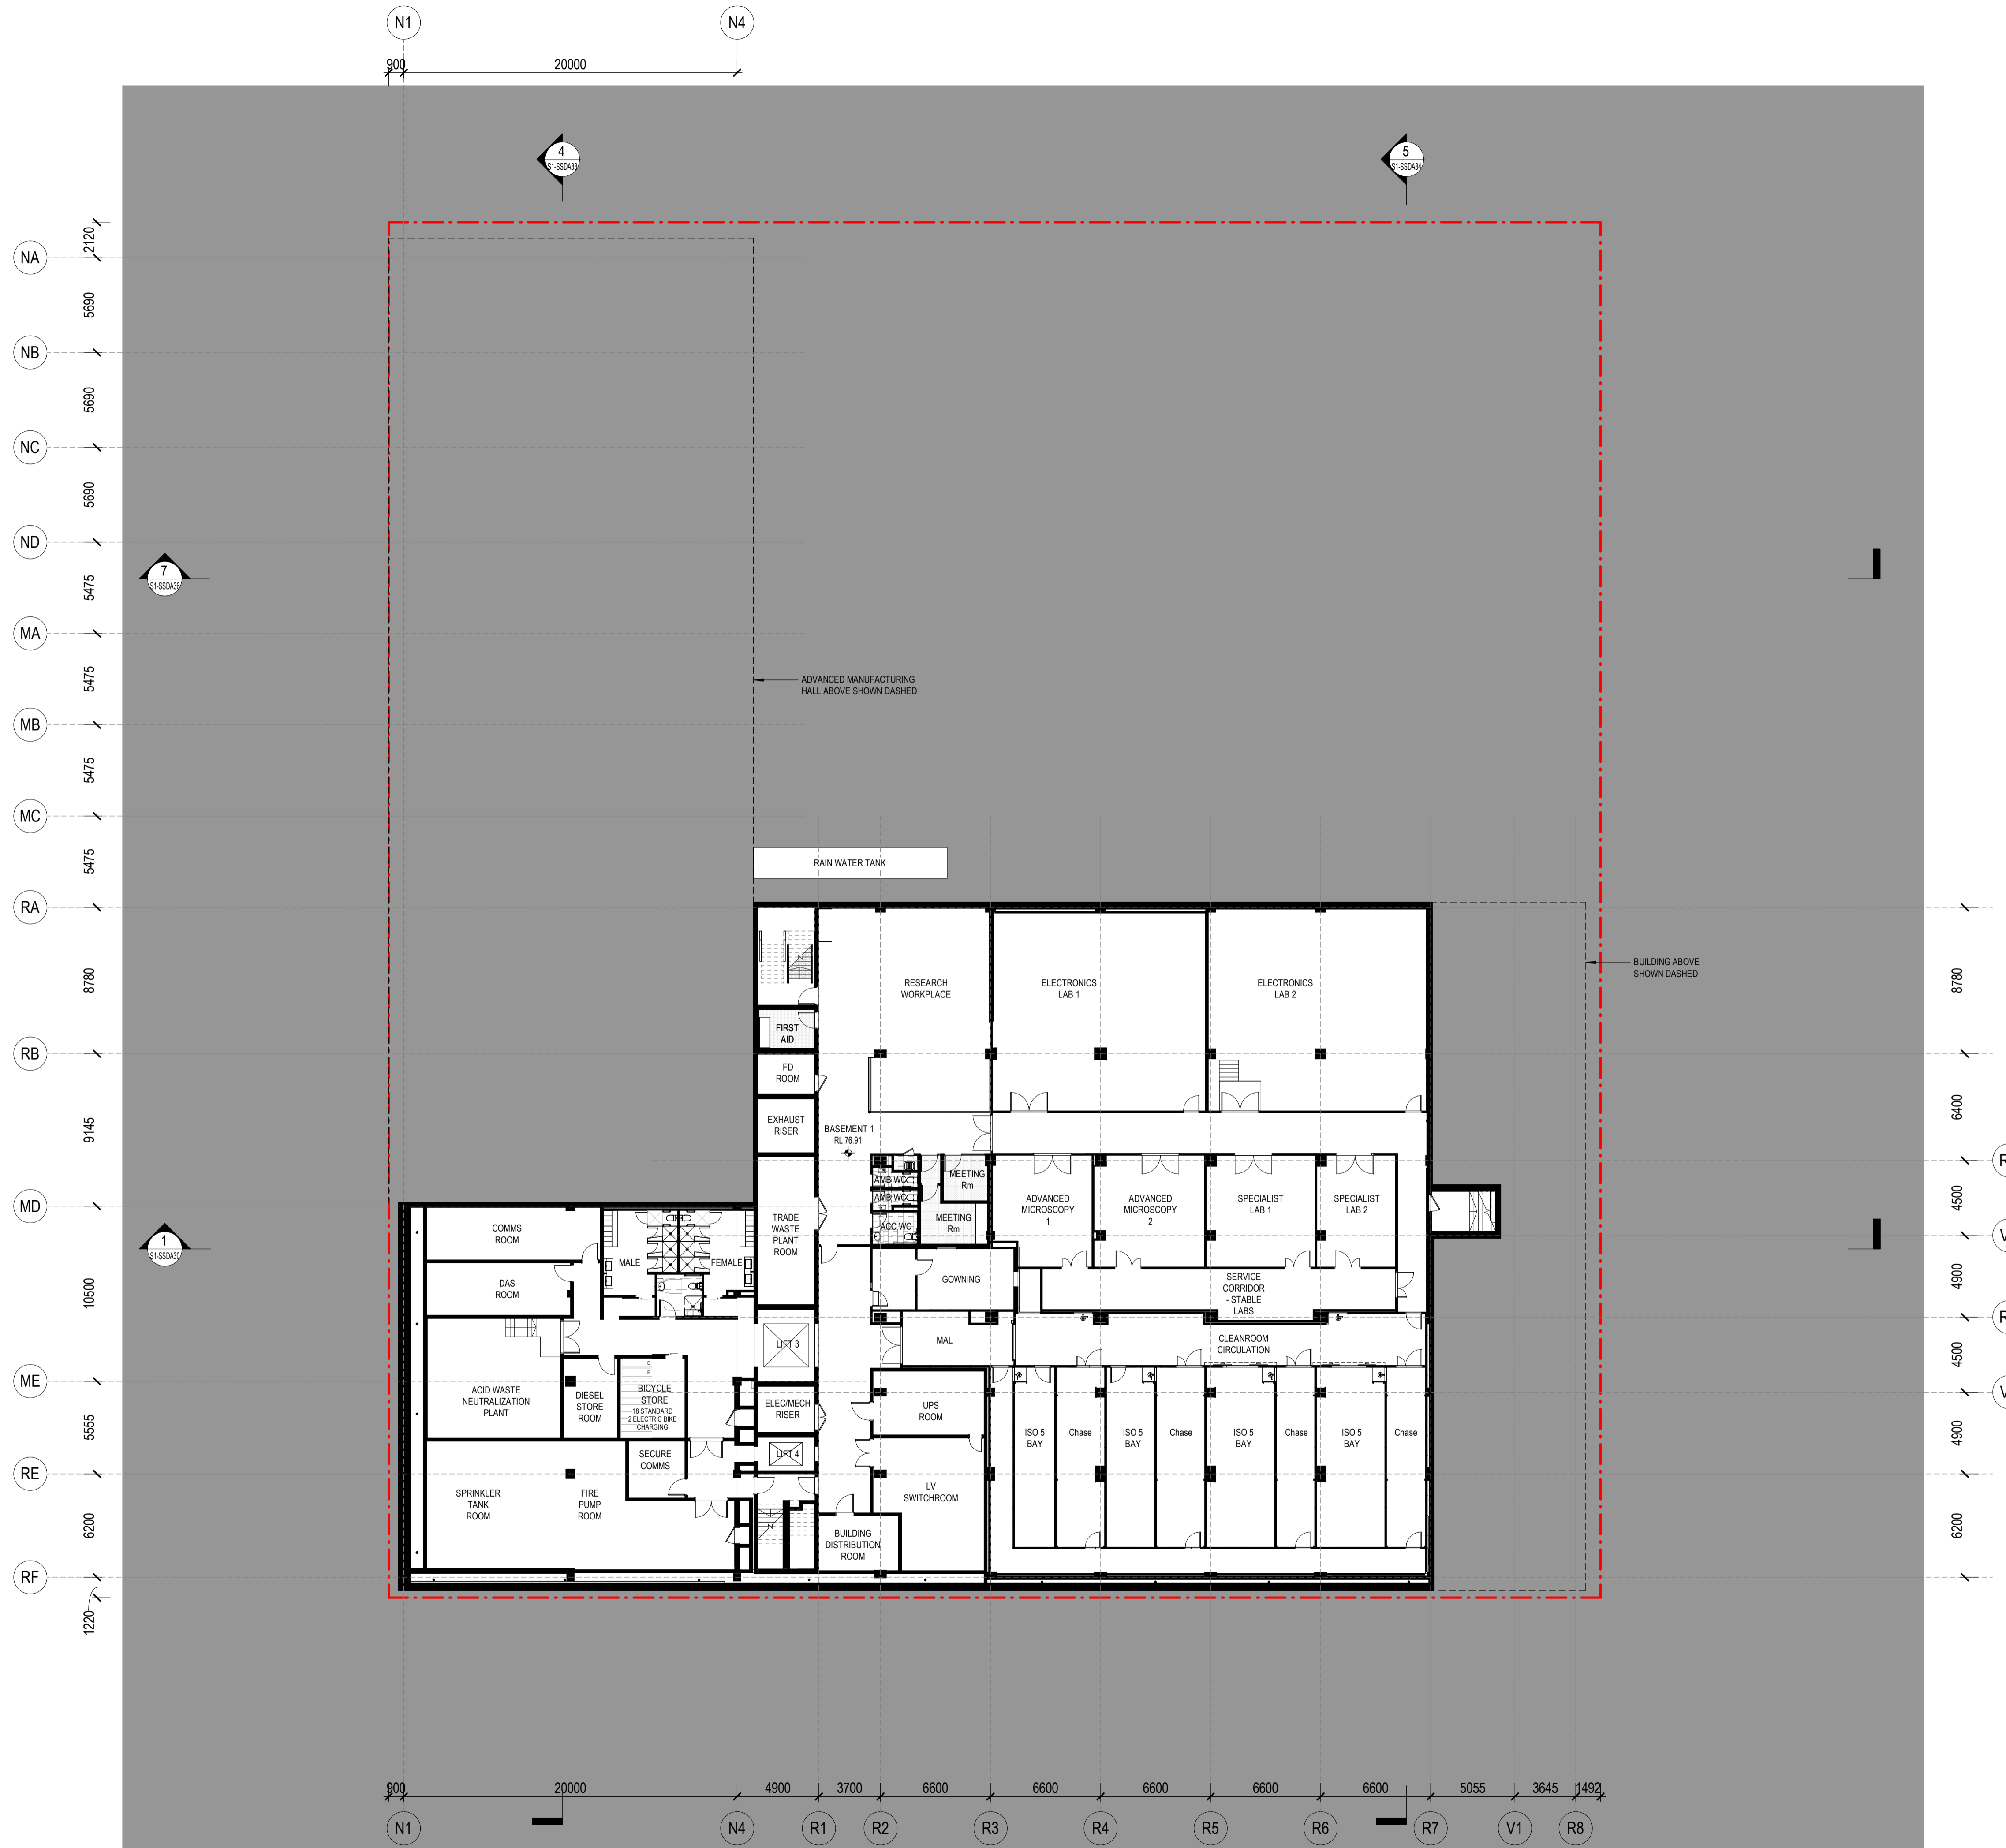 N1
N4
900
20000
4
S1-SSDA33
5
S1-SSDA34
2120
NA
5690
NB
5690
NC
5690
ND
7
S1-SSDA36
5475
MA
5475
ADVANCED MANUFACTURING
HALL ABOVE SHOWN DASHED
MB
5475
MC
5475
RAIN WATER TANK
RA
8780
BUILDING ABOVE
SHOWN DASHED
8780
RESEARCH
WORKPLACE
ELECTRONICS
LAB 1
ELECTRONICS
LAB 2
FIRST
AID
RB
FD
ROOM
9145
6400
EXHAUST
RISER
BASEMENT 1
RL 76.91
R
MEETING
Rm
AMB WC
AMB WC
ACC WC
MEETING
Rm
ADVANCED
MICROSCOPY
1
ADVANCED
MICROSCOPY
2
SPECIALIST
LAB 1
SPECIALIST
LAB 2
4500
MD
TRADE
WASTE
PLANT
ROOM
COMMS
ROOM
V
1
S1-SSDA30
MALE
FEMALE
DAS
ROOM
GOWNING
SERVICE
CORRIDOR
- STABLE
LABS
10500
4900
R
LIFT 3
MAL
CLEANROOM
CIRCULATION
4500
ME
ACID WASTE
NEUTRALIZATION
PLANT
DIESEL
STORE
ROOM
BICYCLE
STORE
18 STANDARD
2 ELECTRIC BIKE
CHARGING
ELEC/MECH
RISER
UPS
ROOM
V
5555
4900
ISO 5
BAY
Chase
ISO 5
BAY
Chase
ISO 5
BAY
Chase
ISO 5
BAY
Chase
SECURE
COMMS
LIFT 4
RE
SPRINKLER
TANK
ROOM
FIRE
PUMP
ROOM
LV
SWITCHROOM
6200
6200
BUILDING
DISTRIBUTION
ROOM
RF
1220
900
20000
4900
3700
6600
6600
6600
6600
6600
5055
3645
1492
N1
N4
R1
R2
R3
R4
R5
R6
R7
V1
R8